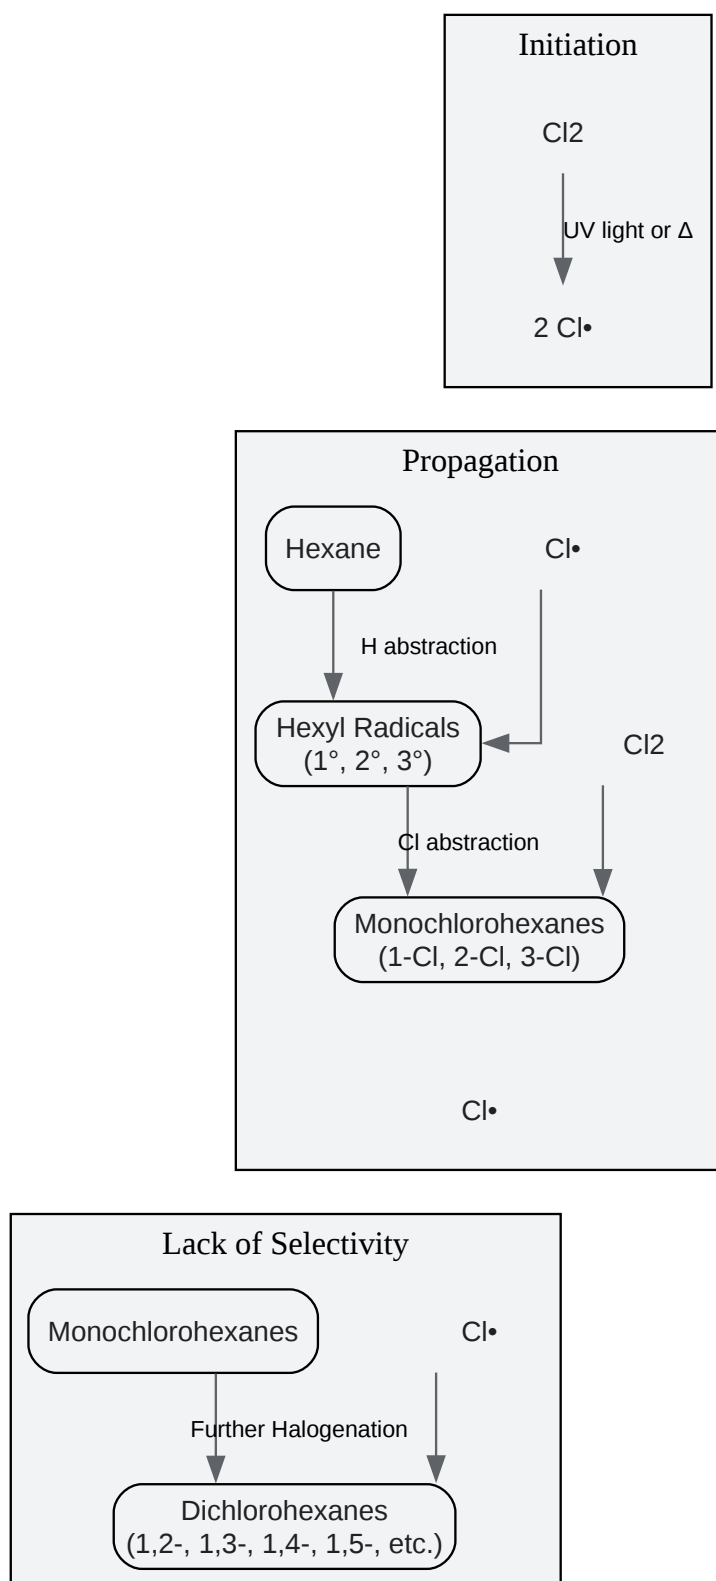 Initiation
Cl2
UV light or Δ
2 Cl•
Propagation
Hexane
Cl•
H abstraction
Hexyl Radicals
(1°, 2°, 3°)
Cl2
Cl abstraction
Monochlorohexanes
(1-Cl, 2-Cl, 3-Cl)
Cl•
Lack of Selectivity
Monochlorohexanes
Cl•
Further Halogenation
Dichlorohexanes
(1,2-, 1,3-, 1,4-, 1,5-, etc.)